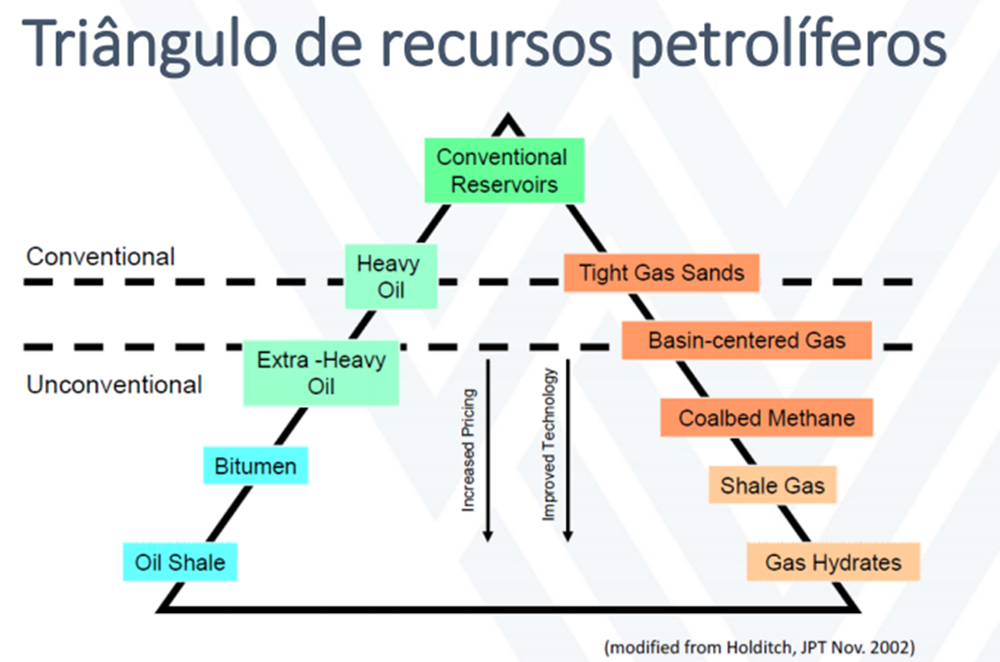 Triângulo de recursos petrolíferos
Conventional
Reservoirs
Conventional
Heavy
Oil
Tight Gas Sands
Basin-centered Gas
Extra -Heavy
Oil
Unconventional
Increased Pricing
Improved Technology
Coalbed Methane
Bitumen
Shale Gas
Oil Shale
Gas Hydrates
(modified from Holditch, JPT Nov. 2002)